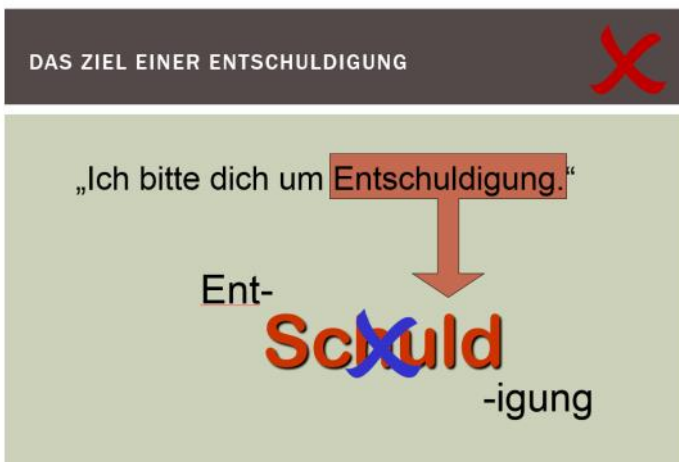 DAS ZIEL EINER ENTSCHULDIGUNG
„Ich bitte dich um Entschuldigung.“
Ent-
Schuld
-igung